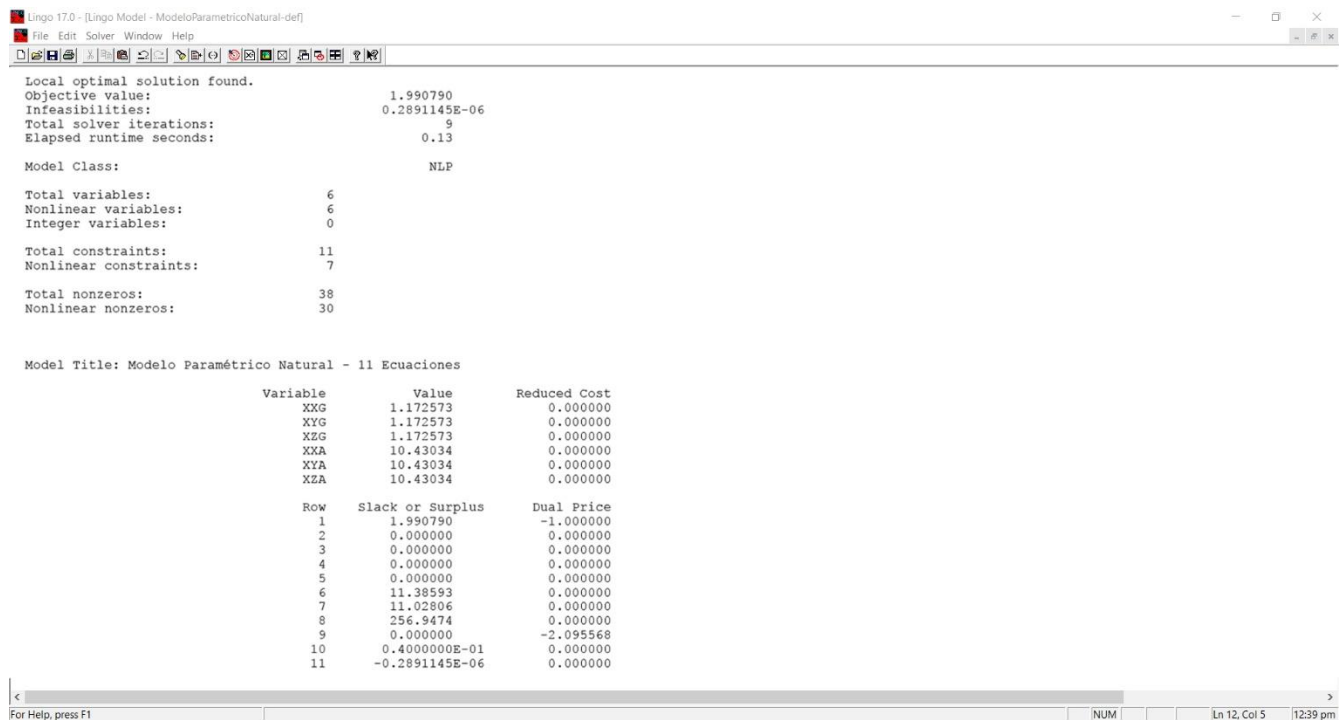 Lingo 17.0 - [Lingo Model - ModeloParametricoNatural-def]
File Edit Solver Window Help
Local optimal solution found.
Objective value: 1.990790
Infeasibilities: 0.2891145E-06
Total solver iterations: 9
Elapsed runtime seconds: 0.13
Model Class: NLP
Total variables: 6
Nonlinear variables: 6
Integer variables: 0
Total constraints: 11
Nonlinear constraints: 7
Total nonzeros: 38
Nonlinear nonzeros: 30
Model Title: Modelo Paramétrico Natural - 11 Ecuaciones
Variable Value Reduced Cost
XXG 1.172573 0.000000
XYG 1.172573 0.000000
XZG 1.172573 0.000000
XXA 10.43034 0.000000
XYA 10.43034 0.000000
XZA 10.43034 0.000000
Row Slack or Surplus Dual Price
1 1.990790 -1.000000
2 0.000000 0.000000
3 0.000000 0.000000
4 0.000000 0.000000
5 0.000000 0.000000
6 11.38593 0.000000
7 11.02806 0.000000
8 256.9474 0.000000
9 0.000000 -2.095568
10 0.4000000E-01 0.000000
11 -0.2891145E-06 0.000000
For Help, press F1 NUM Ln 12, Col 5 12:39 pm